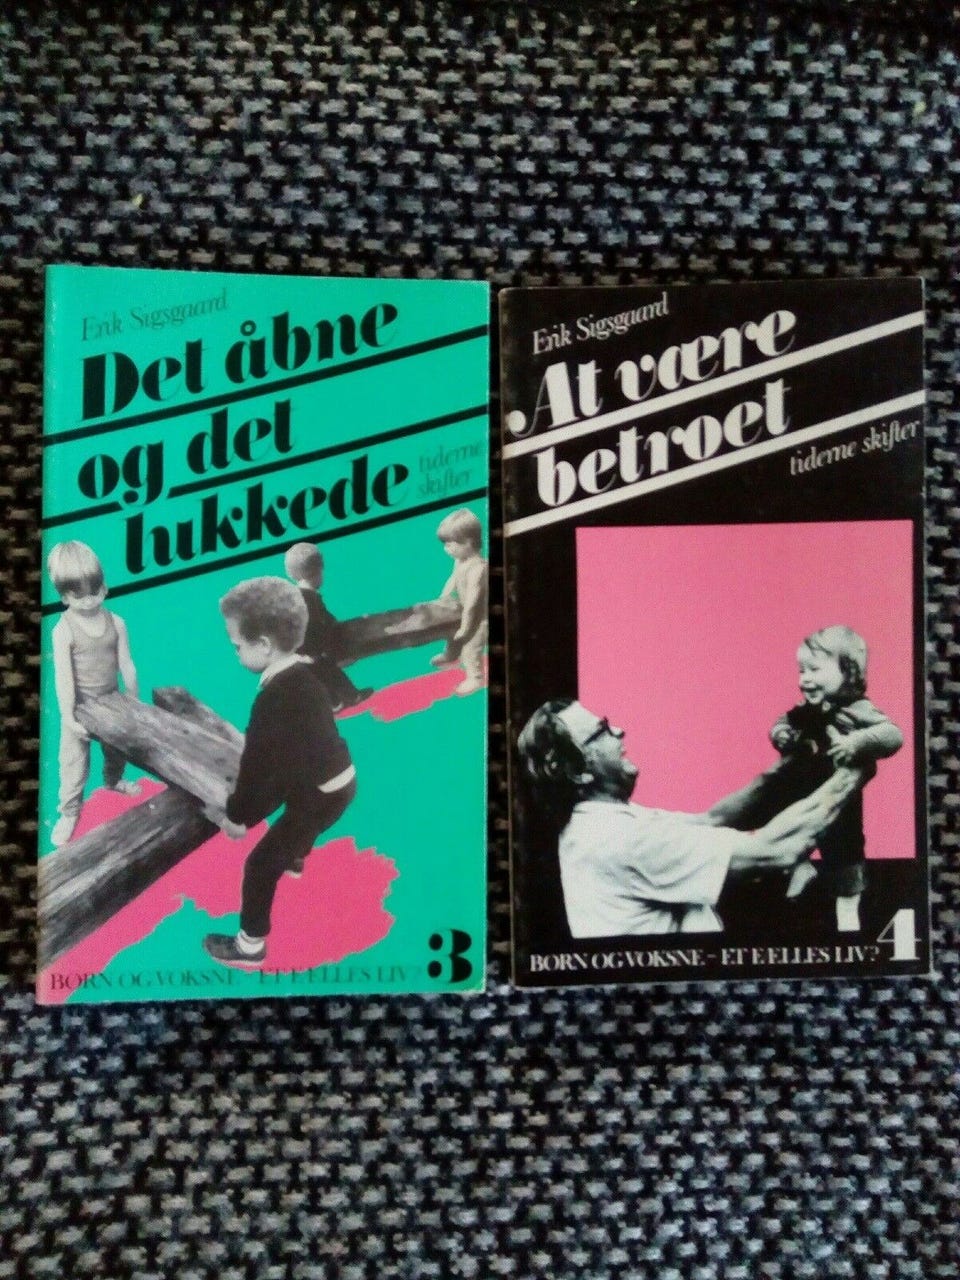 Erik Sigsgaard
Det åbne
og det
lukkede
tiderne
skifter
BØRN OG VOKSNE – ET FÆLLES LIV?
3
Erik Sigsgaard
At være
betroet
tiderne skifter
BØRN OG VOKSNE – ET FÆLLES LIV?
4